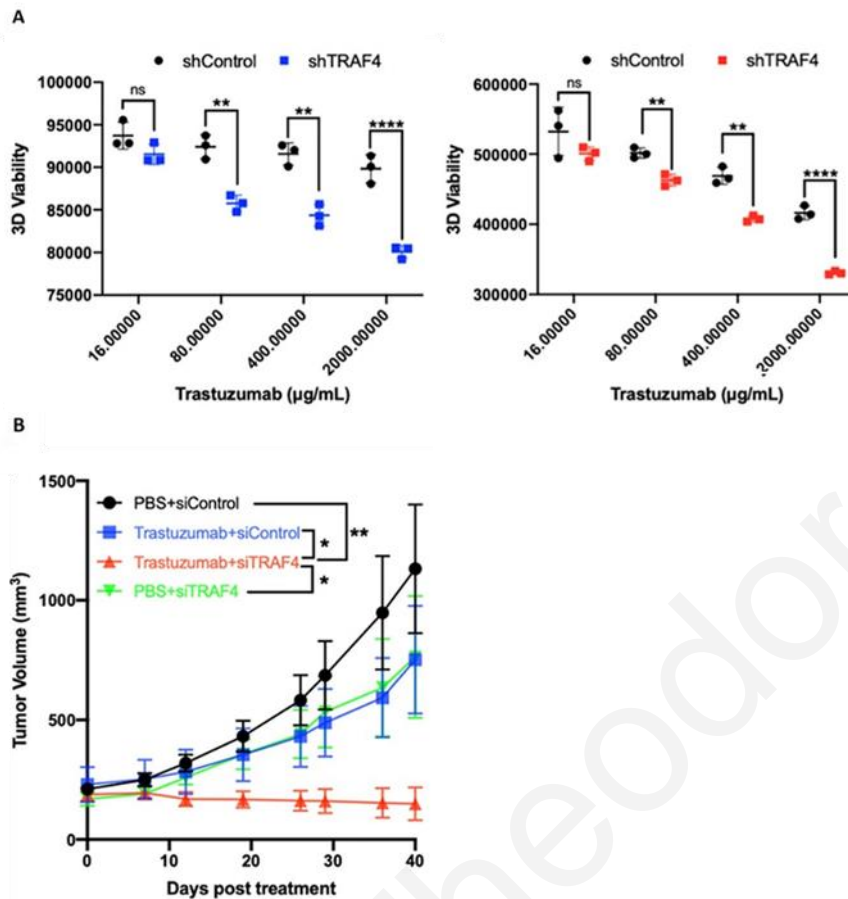 A
shControl shTRAF4
ns ** ** ****
100000
95000
90000
85000
80000
75000
3D Viability
16.00000 80.00000 400.00000 2000.00000
Trastuzumab (µg/mL)
shControl shTRAF4
ns ** ** ****
600000
500000
400000
300000
3D Viability
16.00000 80.00000 400.00000 2000.00000
Trastuzumab (µg/mL)
B
PBS+siControl
Trastuzumab+siControl
Trastuzumab+siTRAF4
PBS+siTRAF4
** * *
1500
1000
500
0
Tumor Volume (mm³)
0 10 20 30 40
Days post treatment
heodor